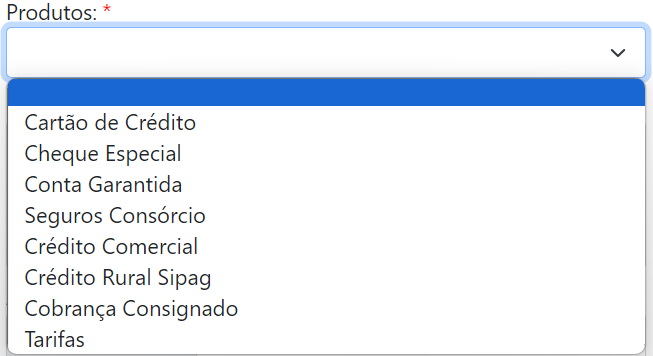 Produtos: *
Cartão de Crédito
Cheque Especial
Conta Garantida
Seguros Consórcio
Crédito Comercial
Crédito Rural Sipag
Cobrança Consignado
Tarifas